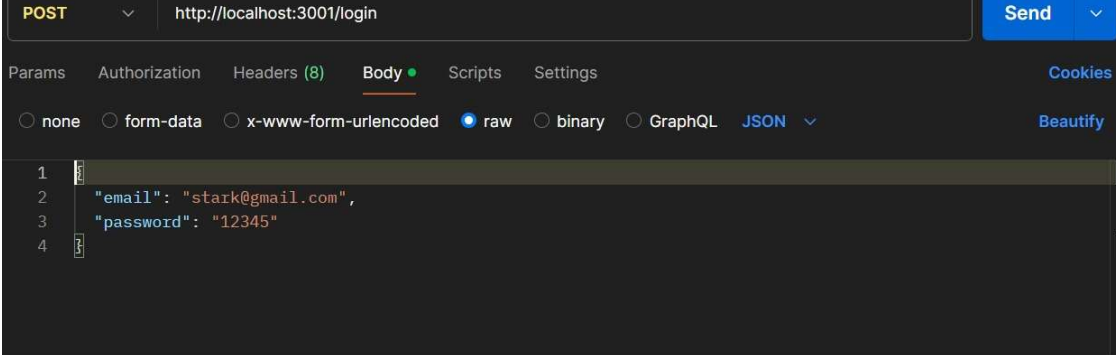 POST http://localhost:3001/login Send
Params Authorization Headers (8) Body Scripts Settings Cookies
none form-data x-www-form-urlencoded raw binary GraphQL JSON Beautify
1 {
2 "email": "stark@gmail.com",
3 "password": "12345"
4 }